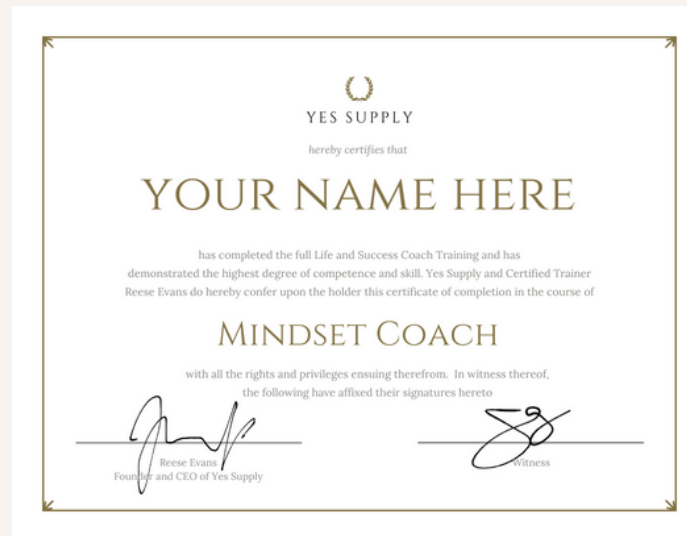 YES SUPPLY
hereby certifies that
YOUR NAME HERE
has completed the full Life and Success Coach Training and has
demonstrated the highest degree of competence and skill. Yes Supply and Certified Trainer
Reese Evans do hereby confer upon the holder this certificate of completion in the course of
MINDSET COACH
with all the rights and privileges ensuing therefrom. In witness thereof,
the following have affixed their signatures hereto
Reese Evans
Founder and CEO of Yes Supply
Witness